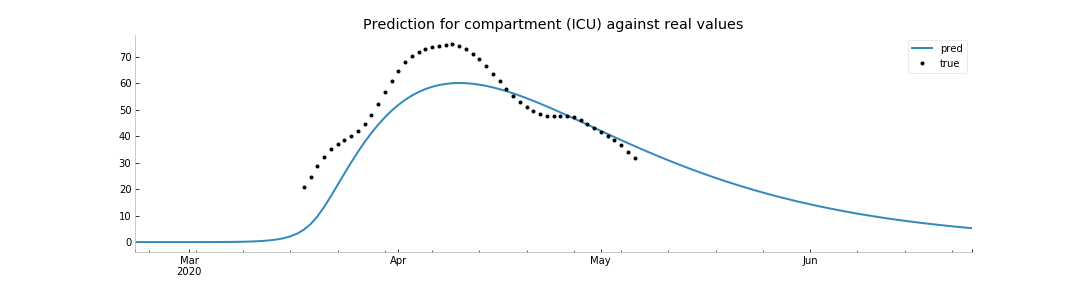 Prediction for compartment (ICU) against real values
pred
true
70
60
50
40
30
20
10
0
Mar
2020
Apr
May
Jun